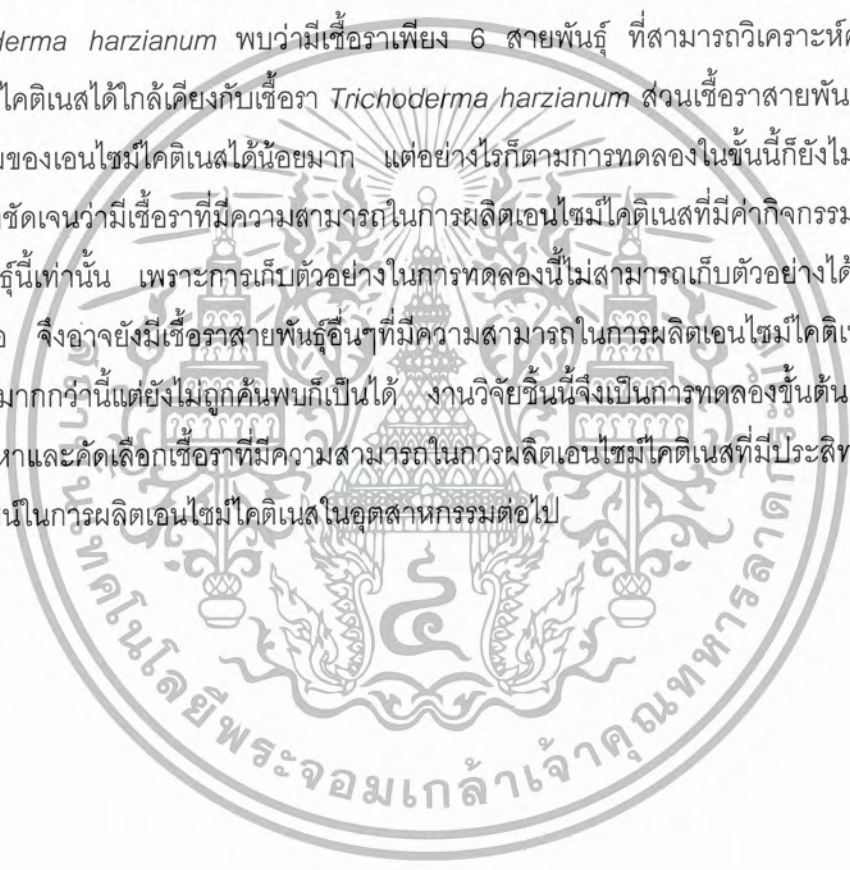 derma harzianum พบว่ามีเชื้อราเพียง 6 สายพันธุ์ ที่สามารถวิเคราะห์
ไคติเนสได้ใกล้เคียงกับเชื้อรา Trichoderma harzianum ส่วนเชื้อราสายพัน
ของเอนไซม์ไคติเนสได้น้อยมาก แต่อย่างไรก็ตามการทดลองในขั้นนี้ก็ยังไม
ชัดเจนว่ามีเชื้อราที่มีความสามารถในการผลิตเอนไซม์ไคติเนสที่มีค่ากิจกรรม
ธุ์นี้เท่านั้น เพราะการเก็บตัวอย่างในการทดลองนี้ไม่สามารถเก็บตัวอย่างได้
อ จึงอาจยังมีเชื้อราสายพันธุ์อื่นๆที่มีความสามารถในการผลิตเอนไซม์ไคติเ
มากกว่านี้แต่ยังไม่ถูกค้นพบก็เป็นได้ งานวิจัยชิ้นนี้จึงเป็นการทดลองขั้นต้น
หาและคัดเลือกเชื้อราที่มีความสามารถในการผลิตเอนไซม์ไคติเนสที่มีประสิท
ชน์ในการผลิตเอนไซม์ไคติเนสในอุตสาหกรรมต่อไป
สถาบันเทคโนโลยีพระจอมเกล้าเจ้าคุณทหารลาดกระบัง